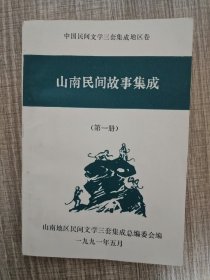 中国民间文学三套集成地区卷
山南民间故事集成
（第一册）
山南地区民间文学三套集成总编委会编
一九九一年五月